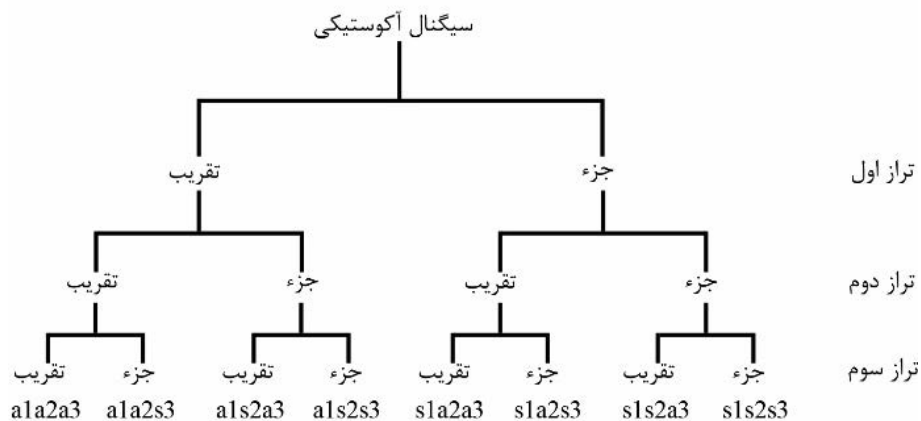 سیگنال آکوستیکی
تقریب جزء تراز اول
تقریب جزء تقریب جزء تراز دوم
تقریب جزء تقریب جزء تقریب جزء تقریب جزء تراز سوم
a1a2a3 a1a2s3 a1s2a3 a1s2s3 s1a2a3 s1a2s3 s1s2a3 s1s2s3